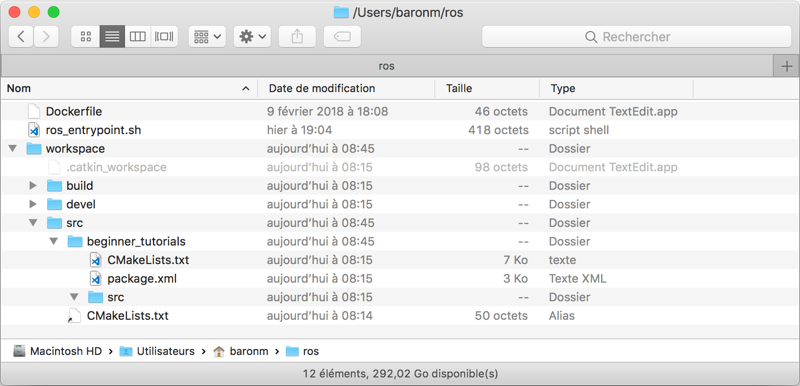 /Users/baronm/ros
Rechercher
ros
Nom Date de modification Taille Type
Dockerfile 9 février 2018 à 18:08 46 octets Document TextEdit.app
ros_entrypoint.sh hier à 19:04 418 octets script shell
workspace aujourd'hui à 08:45 -- Dossier
.catkin_workspace aujourd'hui à 08:15 98 octets Document TextEdit.app
build aujourd'hui à 08:15 -- Dossier
devel aujourd'hui à 08:15 -- Dossier
src aujourd'hui à 08:45 -- Dossier
beginner_tutorials aujourd'hui à 08:45 -- Dossier
CMakeLists.txt aujourd'hui à 08:15 7 Ko texte
package.xml aujourd'hui à 08:15 3 Ko Texte XML
src aujourd'hui à 08:15 -- Dossier
CMakeLists.txt aujourd'hui à 08:14 50 octets Alias
Macintosh HD Utilisateurs baronm ros
12 éléments, 292,02 Go disponible(s)